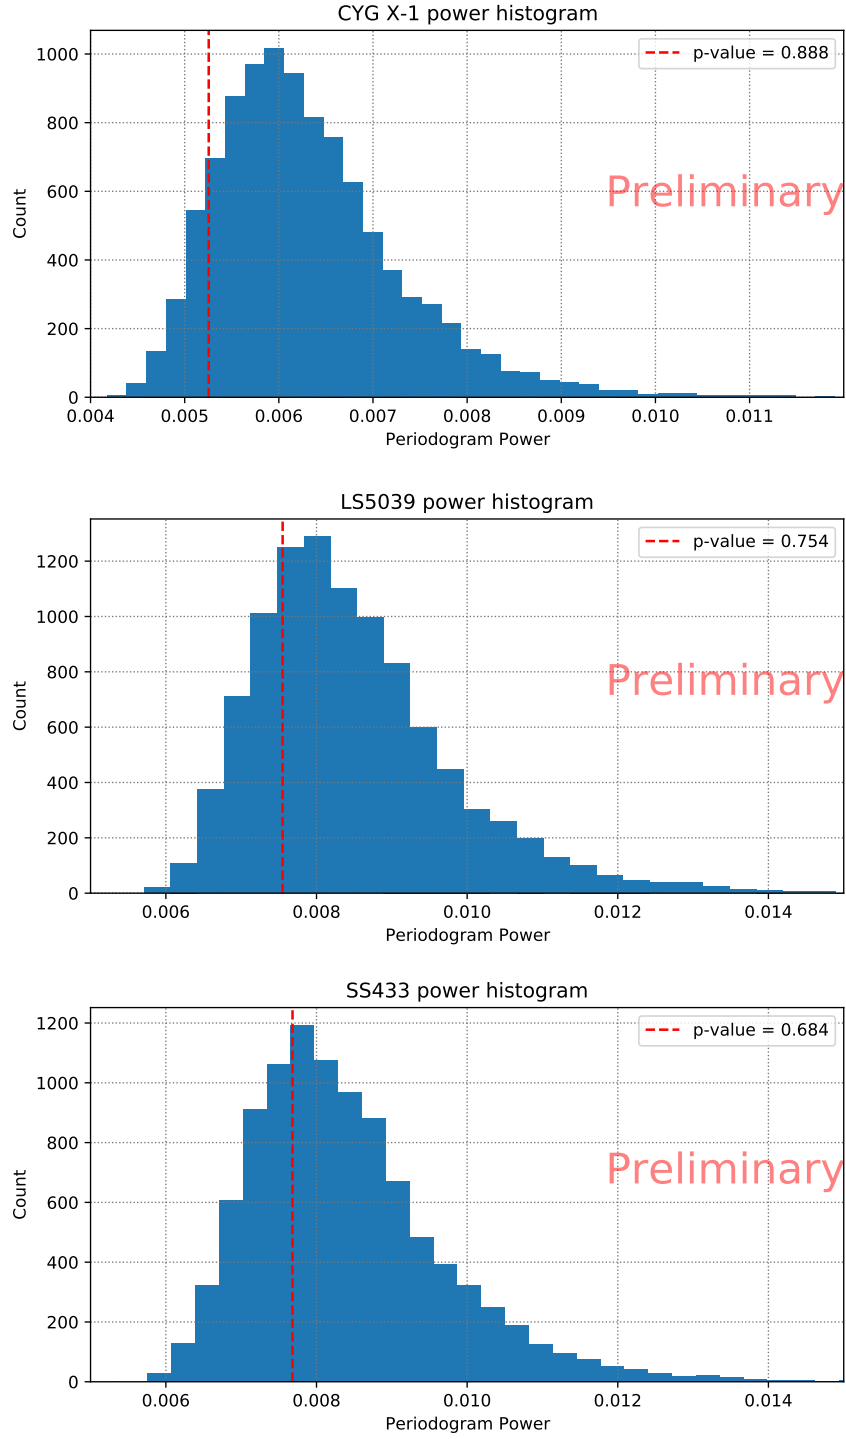 CYG X-1 power histogram
1000
800
600
400
200
0
Count
p-value = 0.888
Preliminary
0.004 0.005 0.006 0.007 0.008 0.009 0.010 0.011
Periodogram Power
LS5039 power histogram
1200
1000
800
600
400
200
0
Count
p-value = 0.754
Preliminary
0.006 0.008 0.010 0.012 0.014
Periodogram Power
SS433 power histogram
1200
1000
800
600
400
200
0
Count
p-value = 0.684
Preliminary
0.006 0.008 0.010 0.012 0.014
Periodogram Power